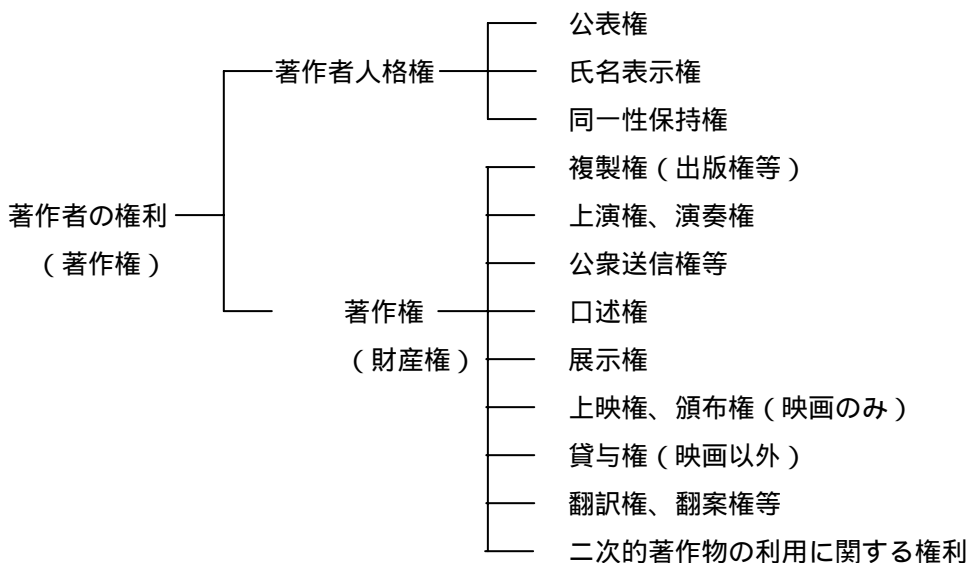 著作者の権利
（著作権）
著作者人格権
公表権
氏名表示権
同一性保持権
著作権
（財産権）
複製権（出版権等）
上演権、演奏権
公衆送信権等
口述権
展示権
上映権、頒布権（映画のみ）
貸与権（映画以外）
翻訳権、翻案権等
二次的著作物の利用に関する権利